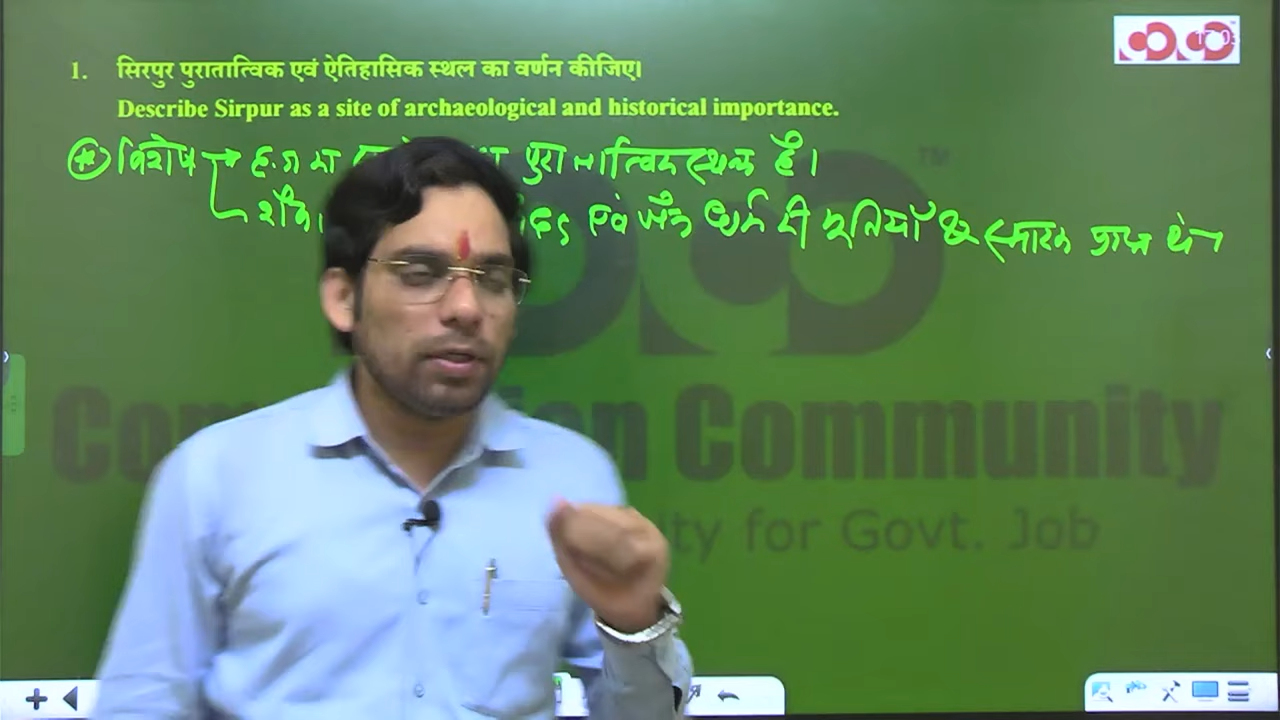 1. सिरपुर पुरातात्विक एवं ऐतिहासिक स्थल का वर्णन कीजिए।
Describe Sirpur as a site of archaeological and historical importance.
विशेष → छ.ग का पुरातात्विक स्थल है।
एवं जैन धर्म की मूर्तियाँ व स्मारक प्राप्त थे
Community
ity for Govt. Job